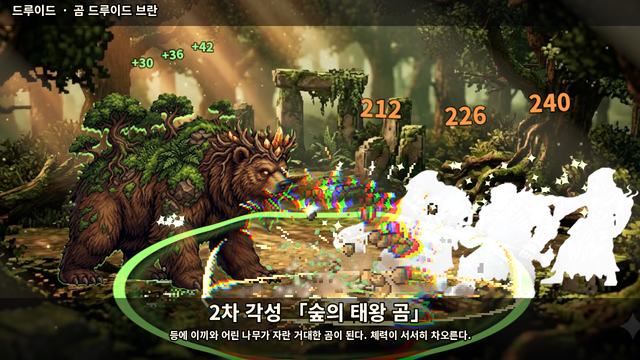 드루이드 · 곰 드루이드 브란
+30 +36 +42
212 226 240
2차 각성 「숲의 태왕 곰」
등에 이끼와 어린 나무가 자란 거대한 곰이 된다. 체력이 서서히 차오른다.